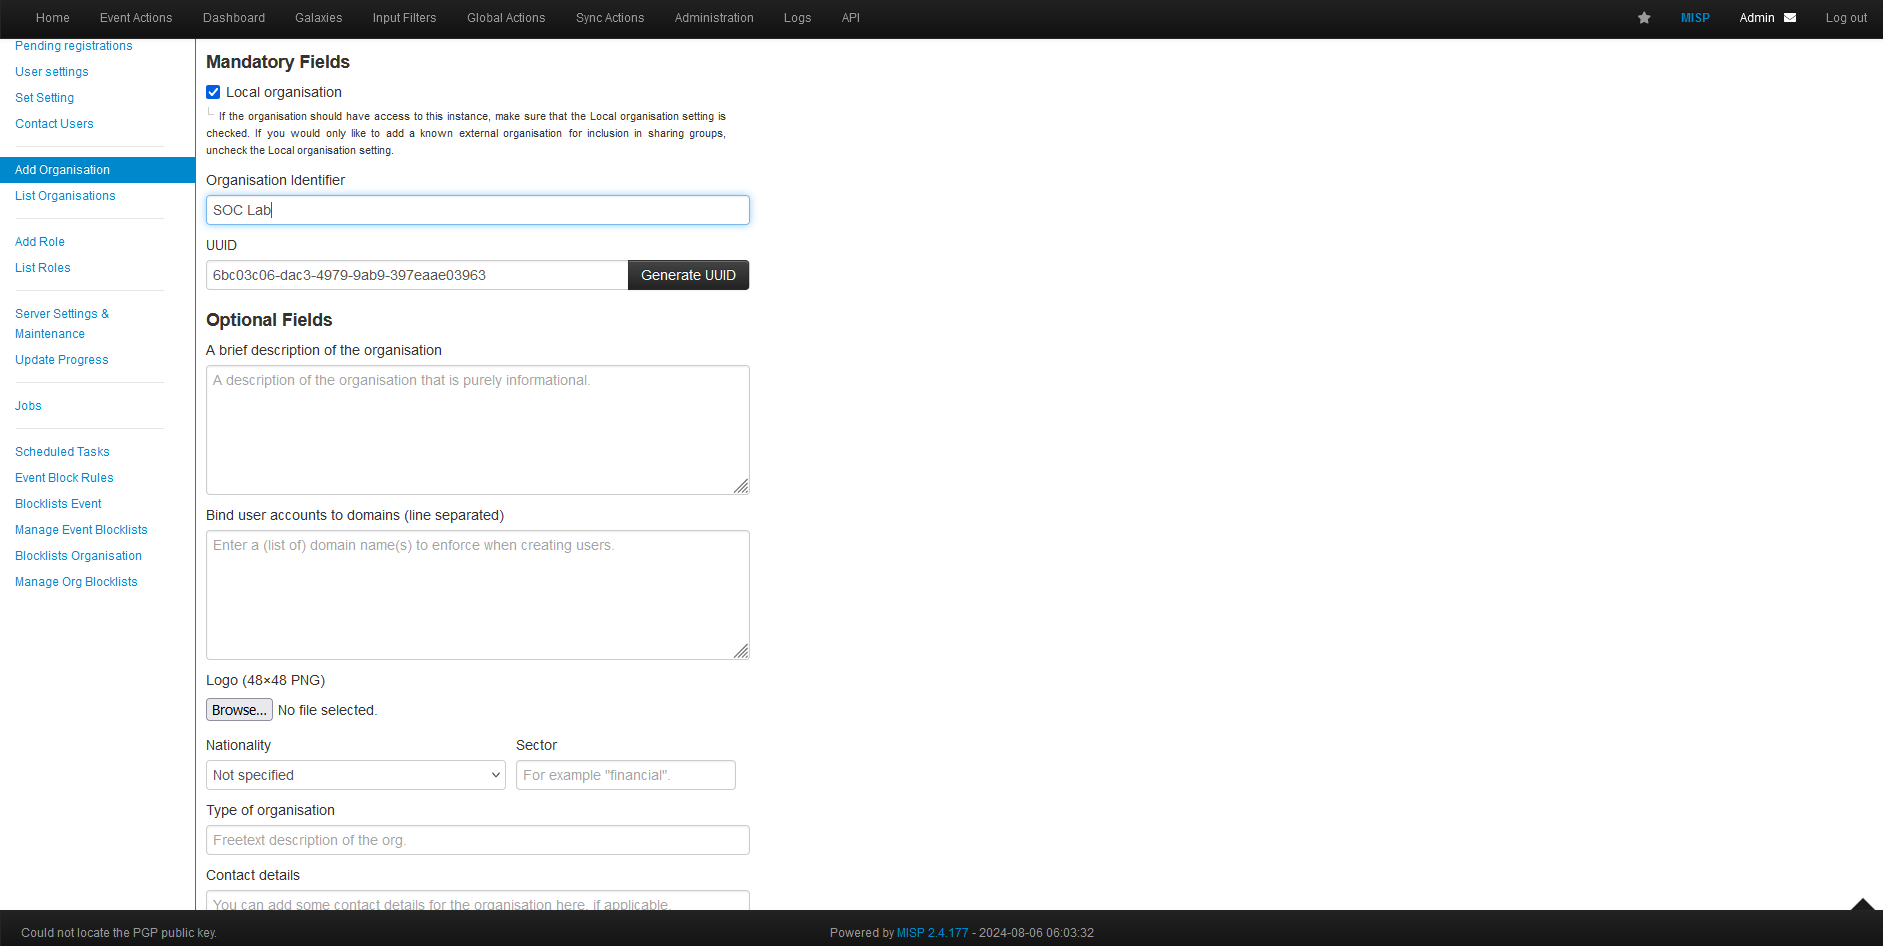 Home Event Actions Dashboard Galaxies Input Filters Global Actions Sync Actions Administration Logs API MISP Admin Log out
Pending registrations
User settings
Set Setting
Contact Users
Add Organisation
List Organisations
Add Role
List Roles
Server Settings &
Maintenance
Update Progress
Jobs
Scheduled Tasks
Event Block Rules
Blocklists Event
Manage Event Blocklists
Blocklists Organisation
Manage Org Blocklists
Mandatory Fields
Local organisation
If the organisation should have access to this instance, make sure that the Local organisation setting is
checked. If you would only like to add a known external organisation for inclusion in sharing groups,
uncheck the Local organisation setting.
Organisation Identifier
SOC Lab
UUID
6bc03c06-dac3-4979-9ab9-397eaae03963 Generate UUID
Optional Fields
A brief description of the organisation
A description of the organisation that is purely informational.
Bind user accounts to domains (line separated)
Enter a (list of) domain name(s) to enforce when creating users.
Logo (48×48 PNG)
Browse... No file selected.
Nationality Sector
Not specified For example "financial".
Type of organisation
Freetext description of the org.
Contact details
You can add some contact details for the organisation here, if applicable.
Could not locate the PGP public key. Powered by MISP 2.4.177 - 2024-08-06 06:03:32